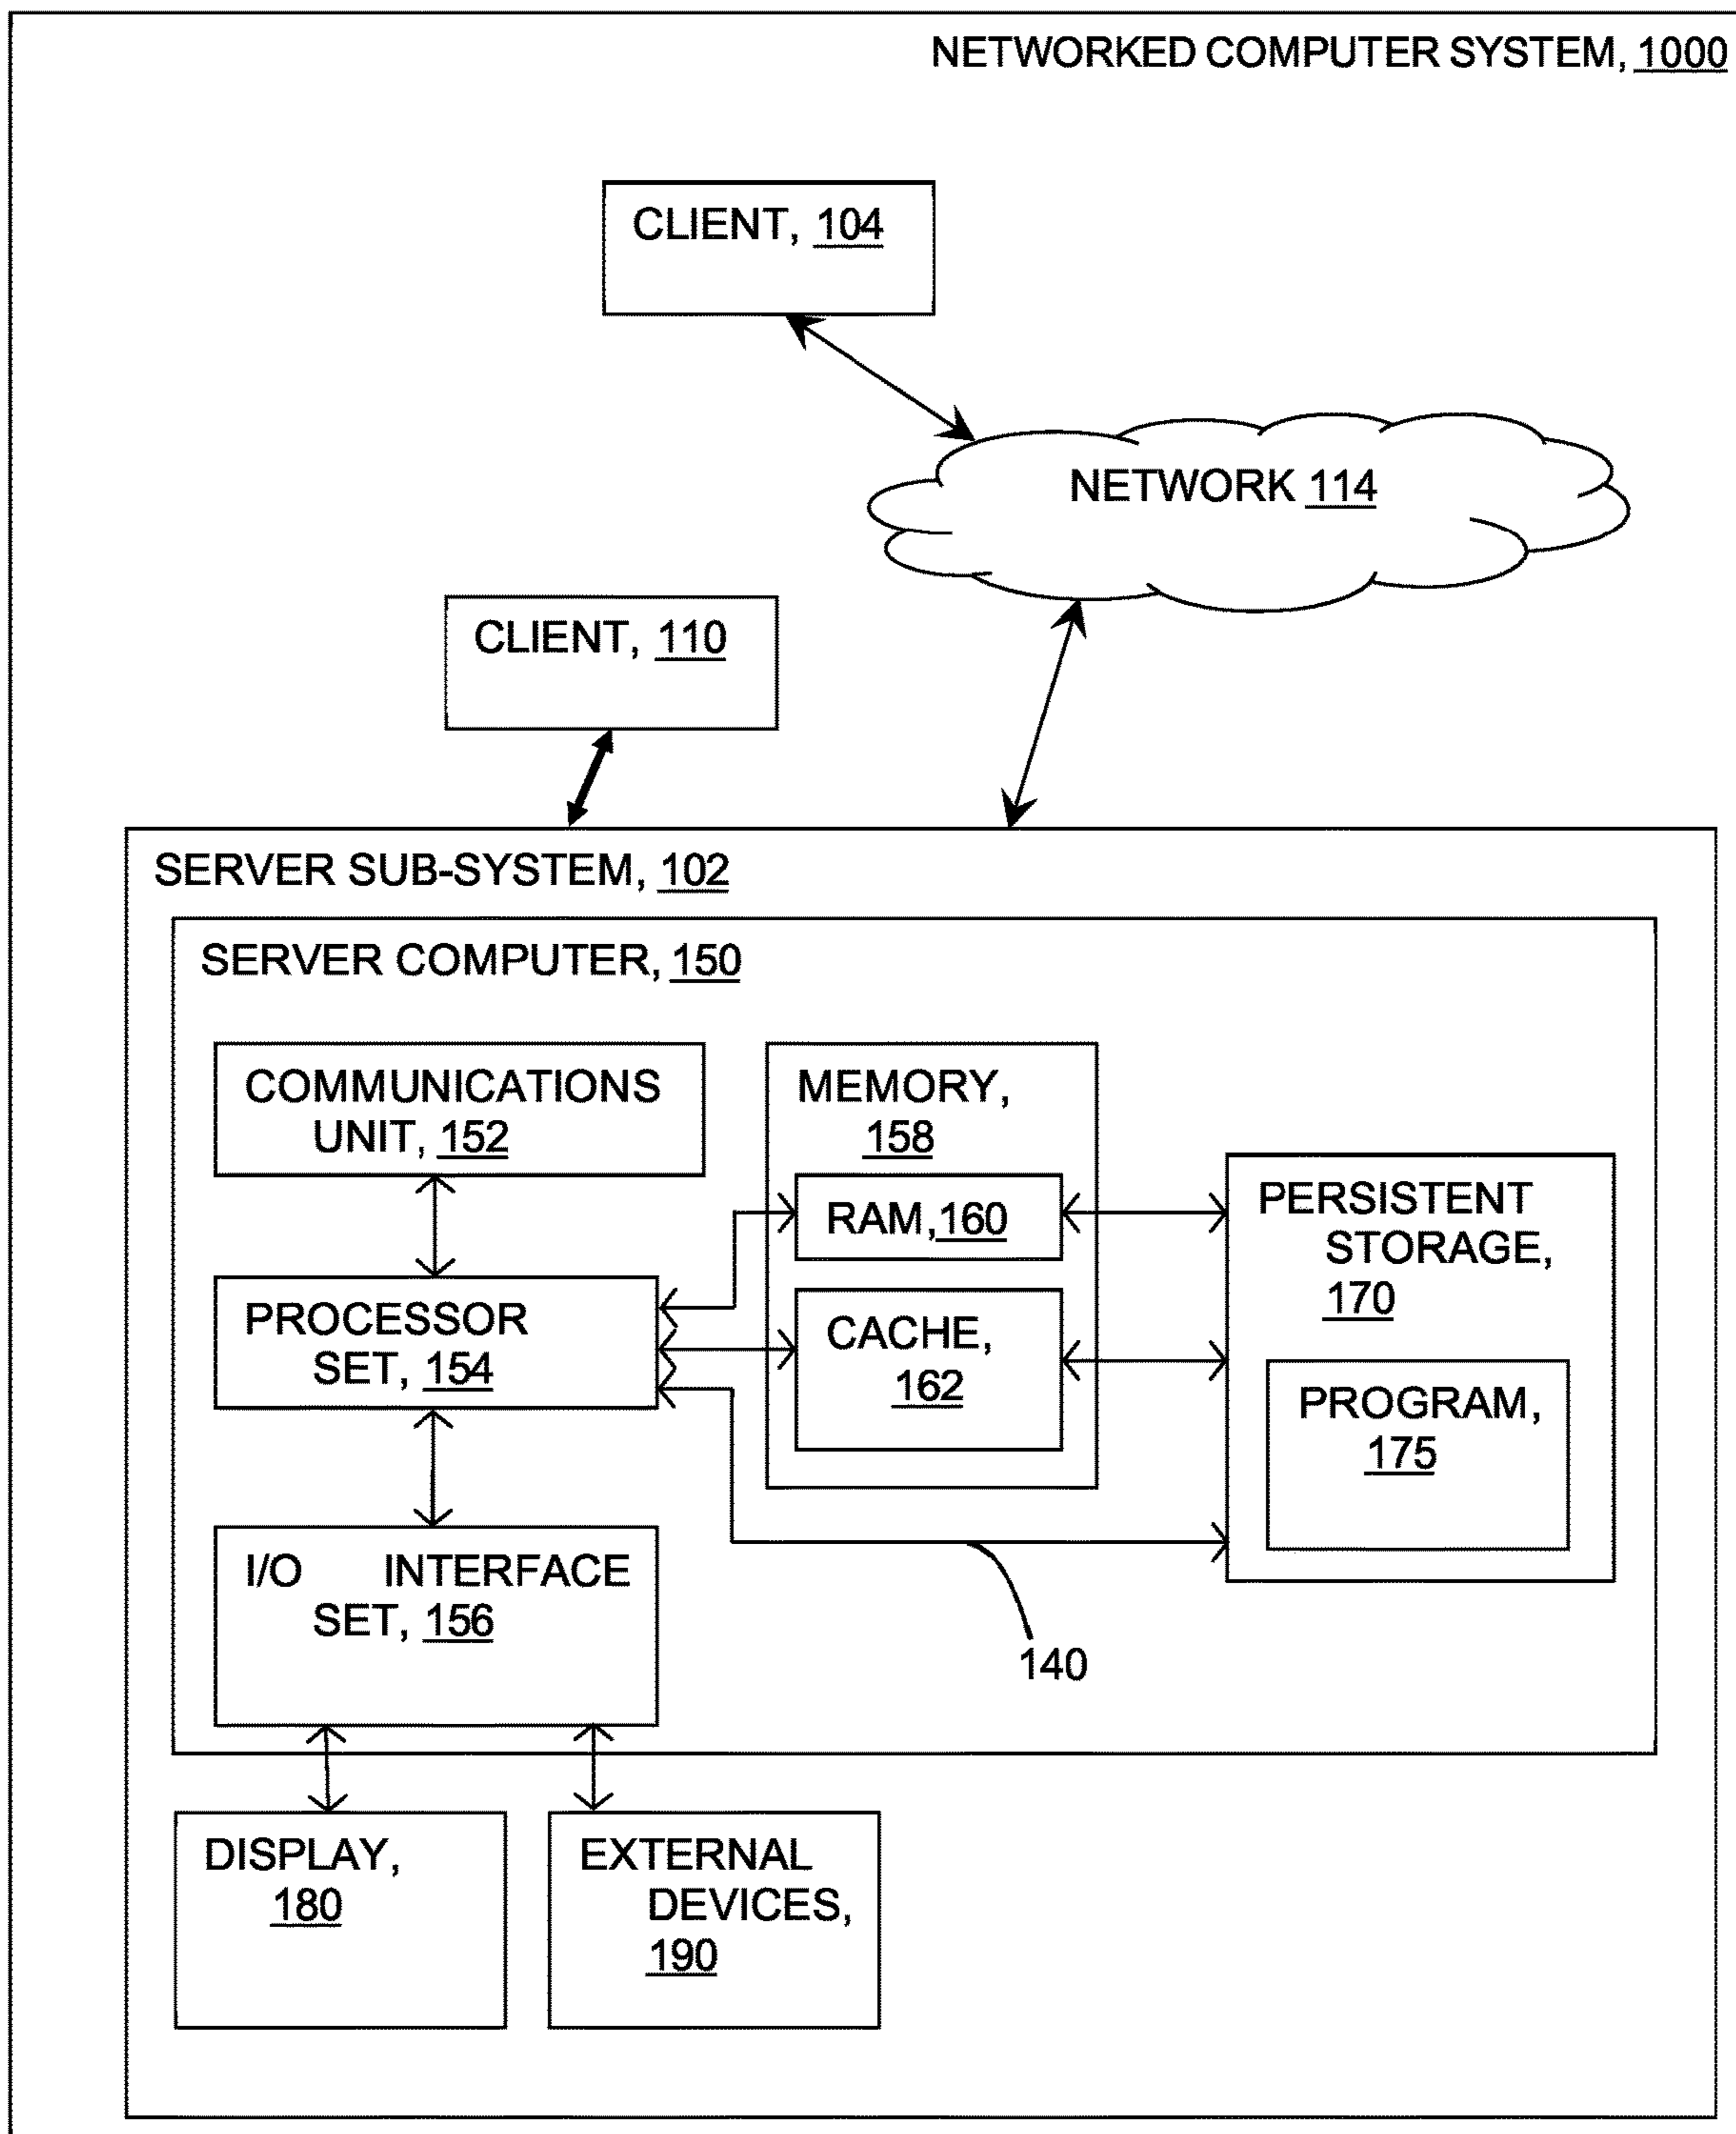 NETWORKED COMPUTER SYSTEM, 1000
CLIENT, 104
NETWORK 114
CLIENT, 110
SERVER SUB-SYSTEM, 102
SERVER COMPUTER, 150
COMMUNICATIONS
UNIT, 152
MEMORY,
158
RAM, 160
PERSISTENT
STORAGE,
170
PROCESSOR
SET, 154
CACHE,
162
PROGRAM,
175
I/O INTERFACE
SET, 156
140
DISPLAY,
180
EXTERNAL
DEVICES,
190